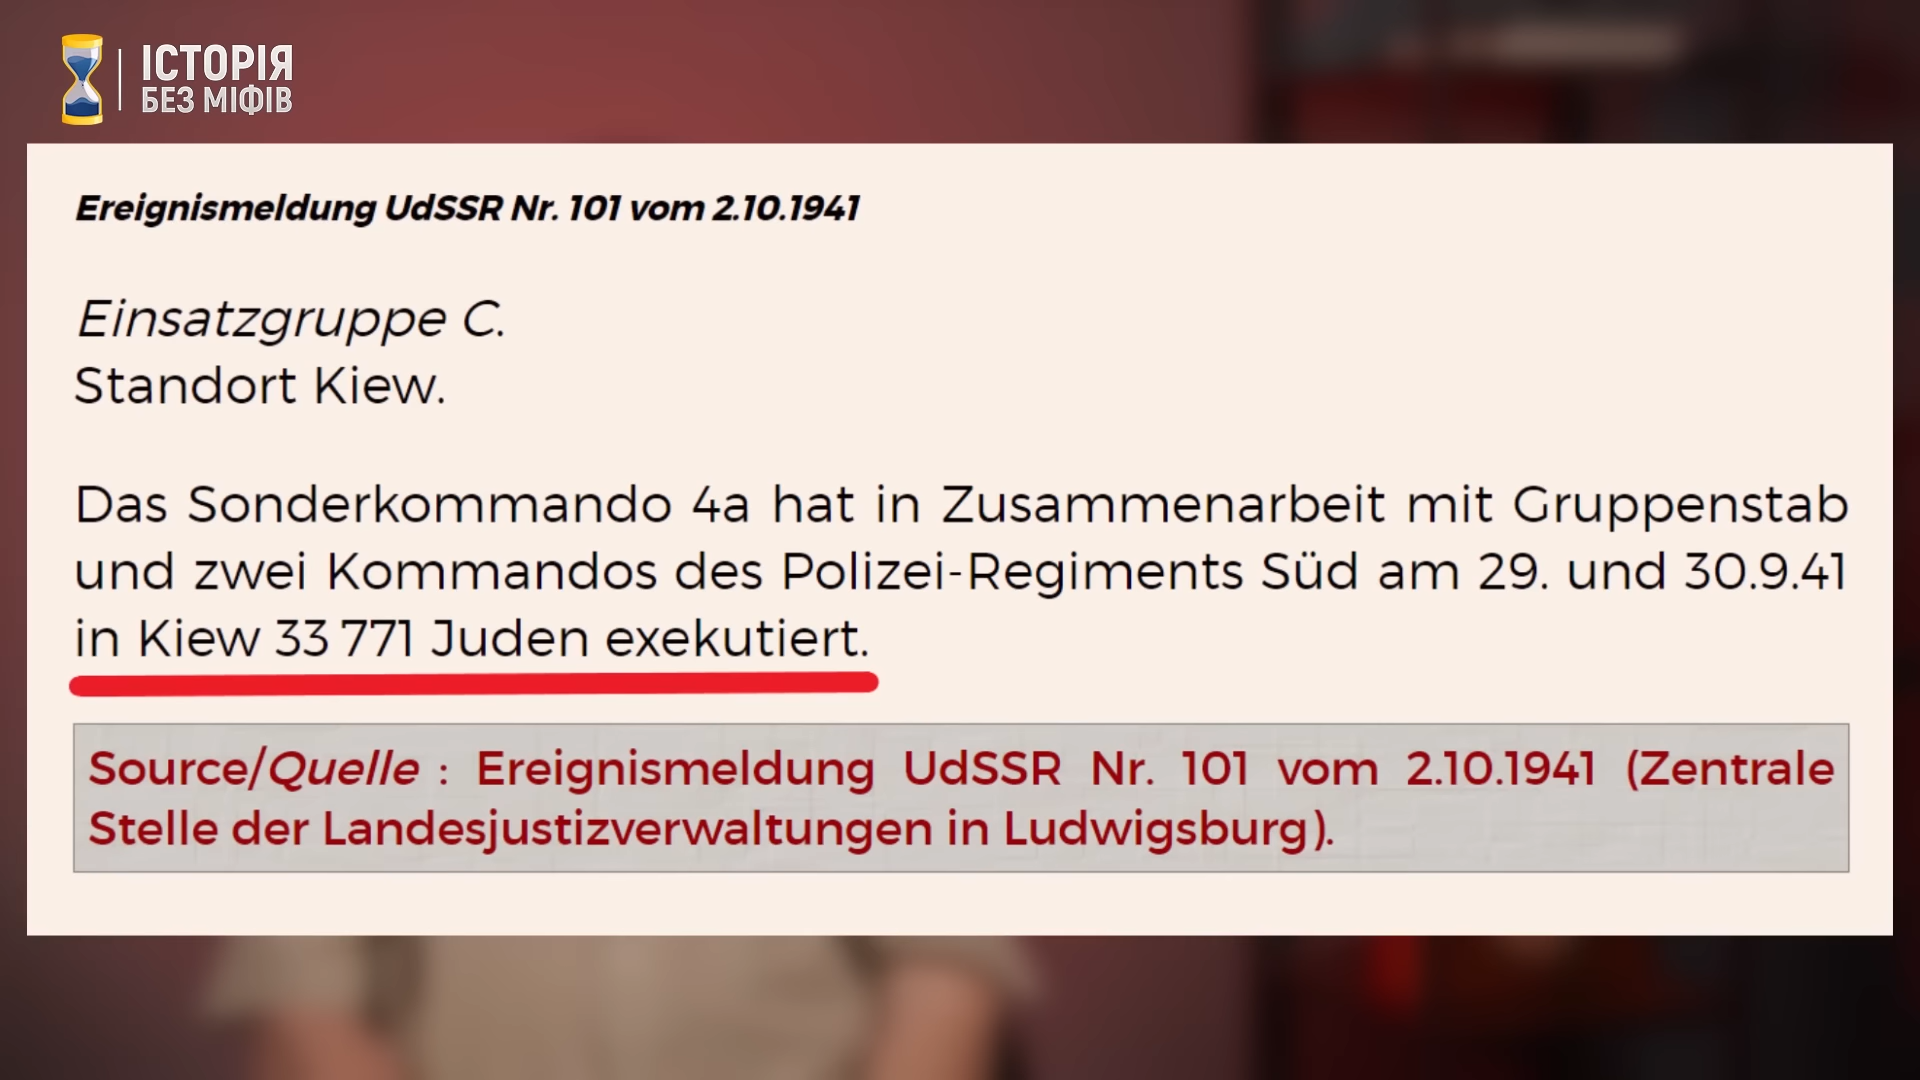 ІСТОРІЯ
БЕЗ МІФІВ
Ereignismeldung UdSSR Nr. 101 vom 2.10.1941
Einsatzgruppe C.
Standort Kiew.
Das Sonderkommando 4a hat in Zusammenarbeit mit Gruppenstab
und zwei Kommandos des Polizei-Regiments Süd am 29. und 30.9.41
in Kiew 33 771 Juden exekutiert.
Source/Quelle : Ereignismeldung UdSSR Nr. 101 vom 2.10.1941 (Zentrale
Stelle der Landesjustizverwaltungen in Ludwigsburg).